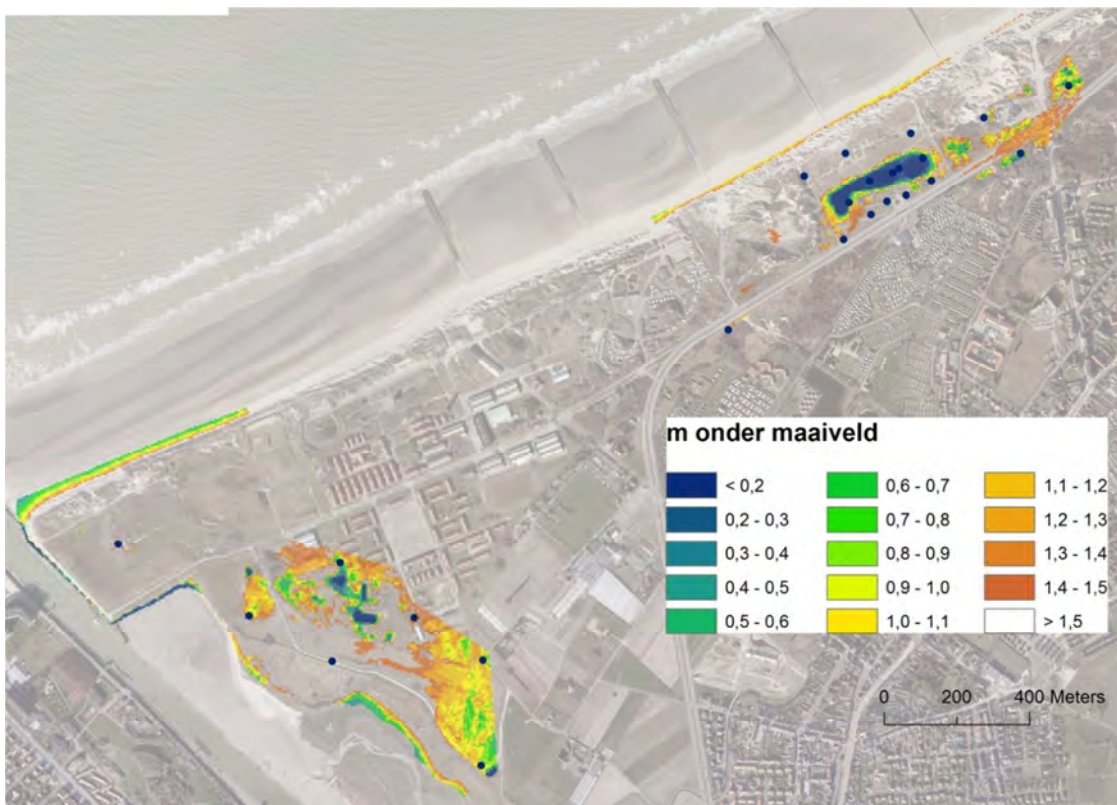 m onder maaiveld
< 0,2
0,2 - 0,3
0,3 - 0,4
0,4 - 0,5
0,5 - 0,6
0,6 - 0,7
0,7 - 0,8
0,8 - 0,9
0,9 - 1,0
1,0 - 1,1
1,1 - 1,2
1,2 - 1,3
1,3 - 1,4
1,4 - 1,5
> 1,5
0 200 400 Meters